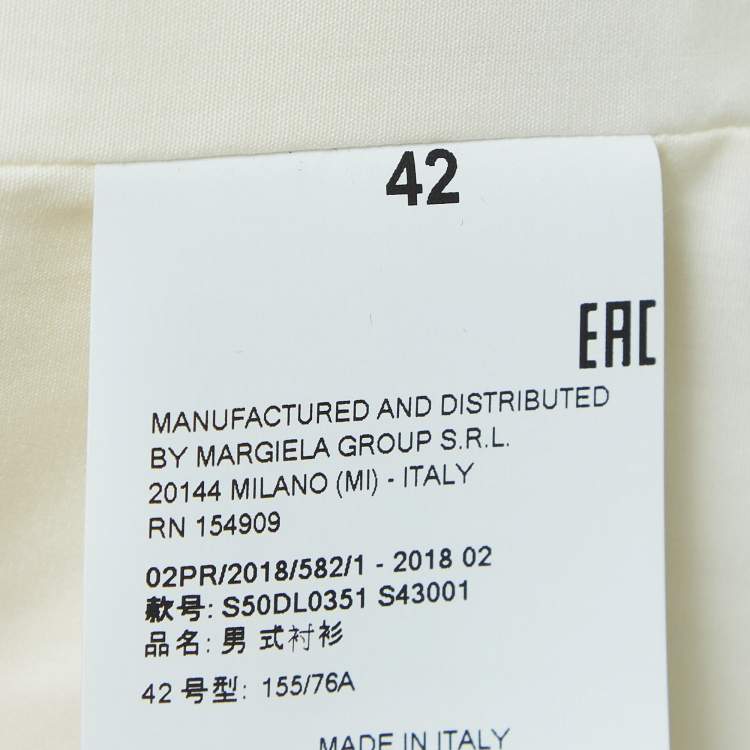 42
EAC
MANUFACTURED AND DISTRIBUTED
BY MARGIELA GROUP S.R.L.
20144 MILANO (MI) - ITALY
RN 154909
02PR/2018/582/1 - 2018 02
款号: S50DL0351 S43001
品名: 男 式衬衫
42 号型: 155/76A
MADE IN ITALY